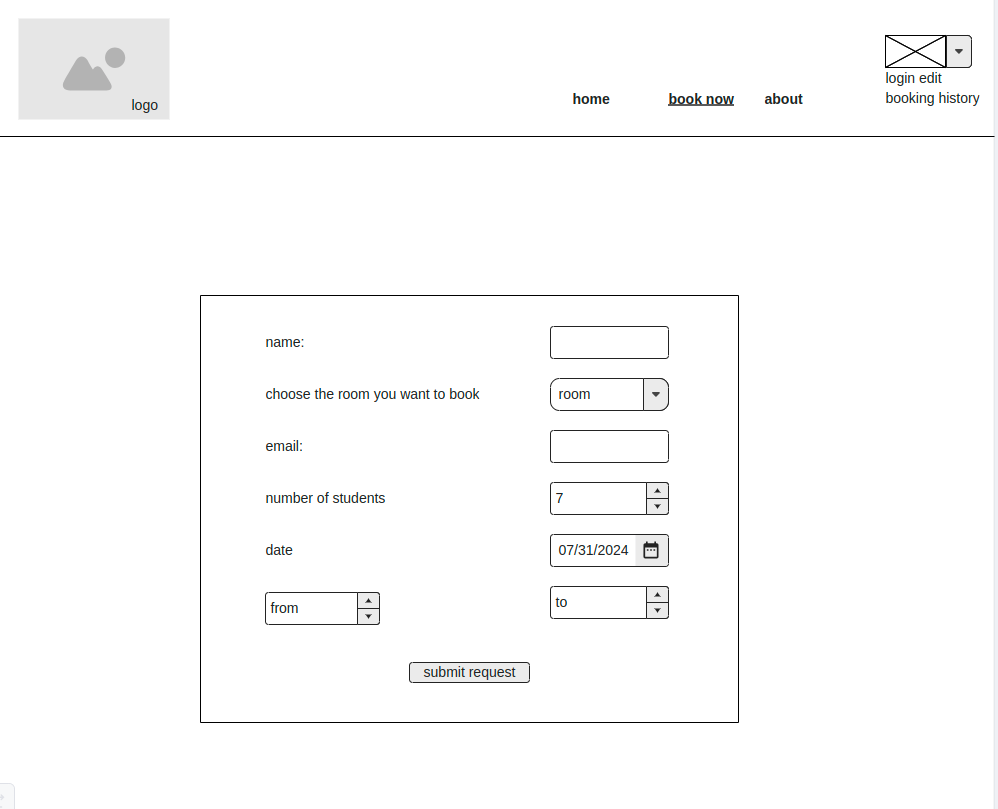 logo
home book now about
login edit
booking history
name:
choose the room you want to book
room
email:
number of students
7
date
07/31/2024
from
to
submit request